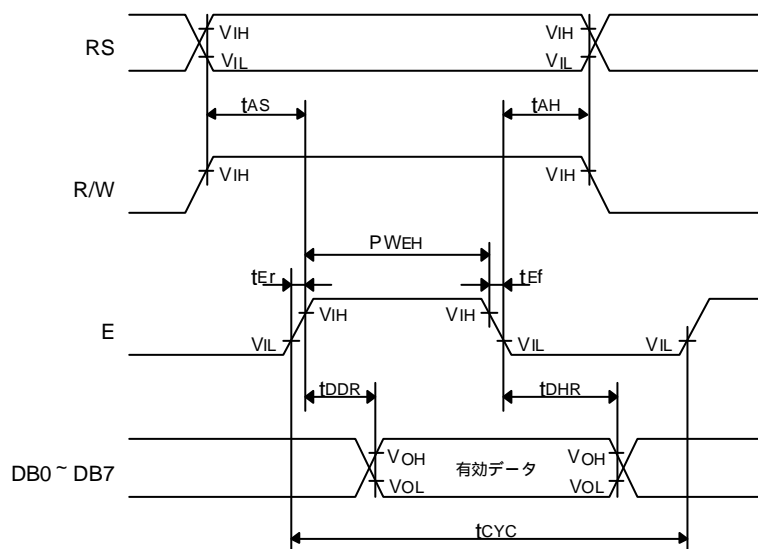 RS
VIH
VIH
VIL
VIL
tAS
tAH
R/W
VIH
VIH
PWEH
tEr
tEf
E
VIH
VIH
VIL
VIL
VIL
tDDR
tDHR
DB0 ~ DB7
VOH
有効データ
VOH
VOL
VOL
tCYC